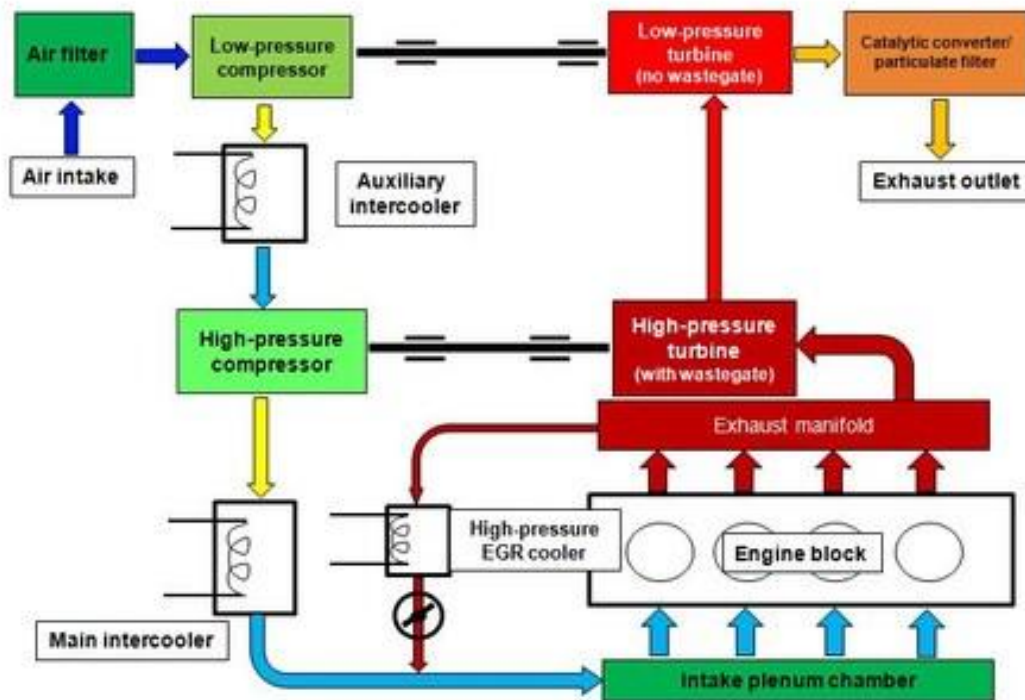 Air filter
Low-pressure
compressor
Low-pressure
turbine
(no wastegate)
Catalytic converter/
particulate filter
Air intake
Auxiliary
intercooler
Exhaust outlet
High-pressure
compressor
High-pressure
turbine
(with wastegate)
Exhaust manifold
High-pressure
EGR cooler
Engine block
Main intercooler
Intake plenum chamber